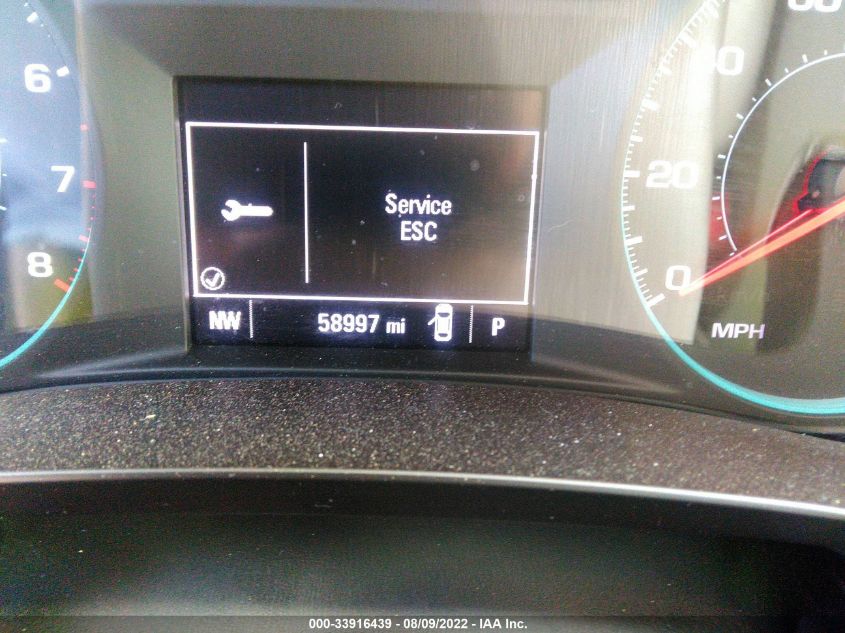 6
7
8
Service
ESC
NW
58997 mi
P
20
0
MPH
000-33916439 - 08/09/2022 - IAA Inc.